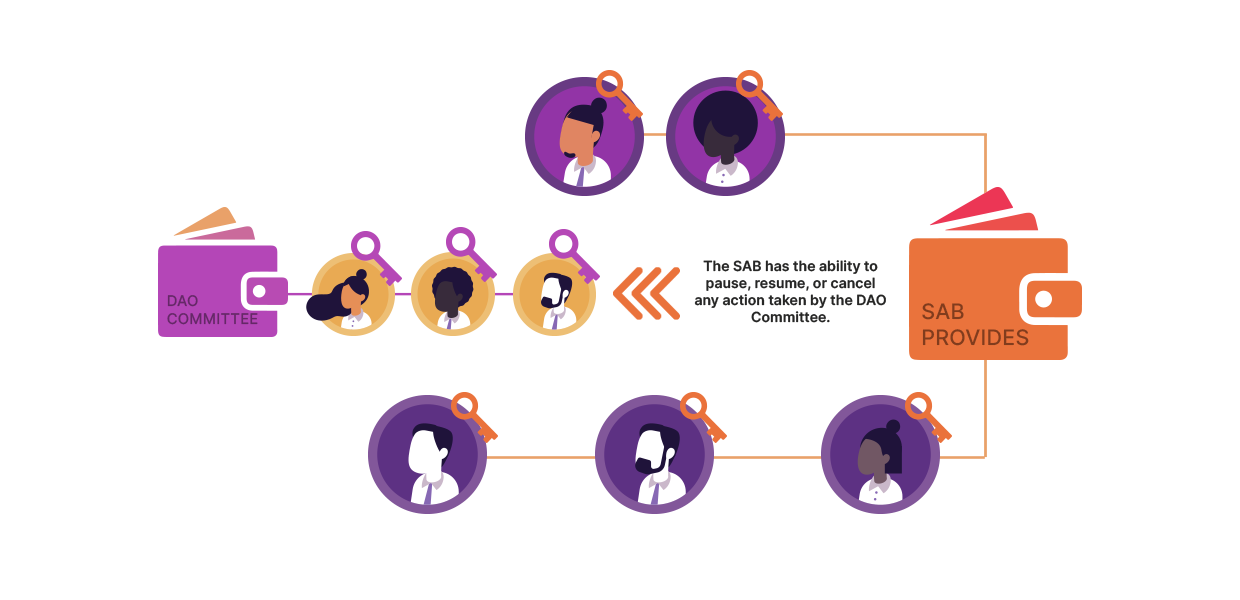 The SAB has the ability to
pause, resume, or cancel
any action taken by the DAO
Committee.
DAO
COMMITTEE
SAB
PROVIDES